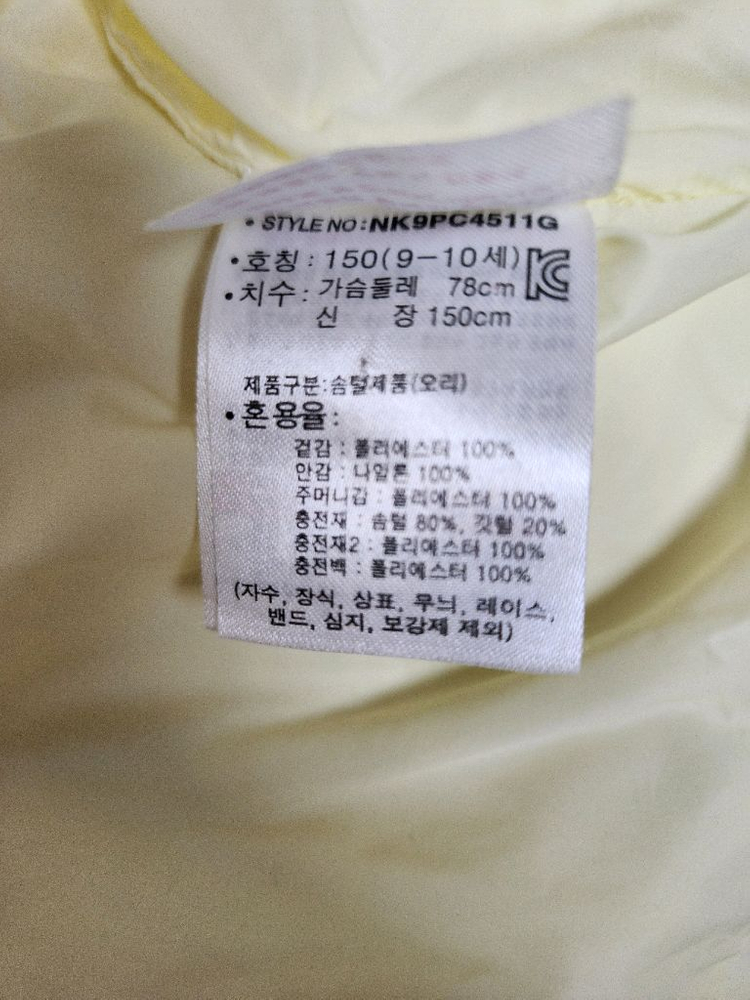 • STYLE NO : NK9PC4511G
• 호칭 : 150(9-10세)
• 치수 : 가슴둘레 78cm
신 장 150cm
제품구분:솜털제품(오리)
• 혼용율 :
겉감 : 폴리에스터 100%
안감 : 나일론 100%
주머니감 : 폴리에스터 100%
충전재 : 솜털 80%, 깃털 20%
충전재2 : 폴리에스터 100%
충전백 : 폴리에스터 100%
(자수, 장식, 상표, 무늬, 레이스,
밴드, 심지, 보강제 제외)